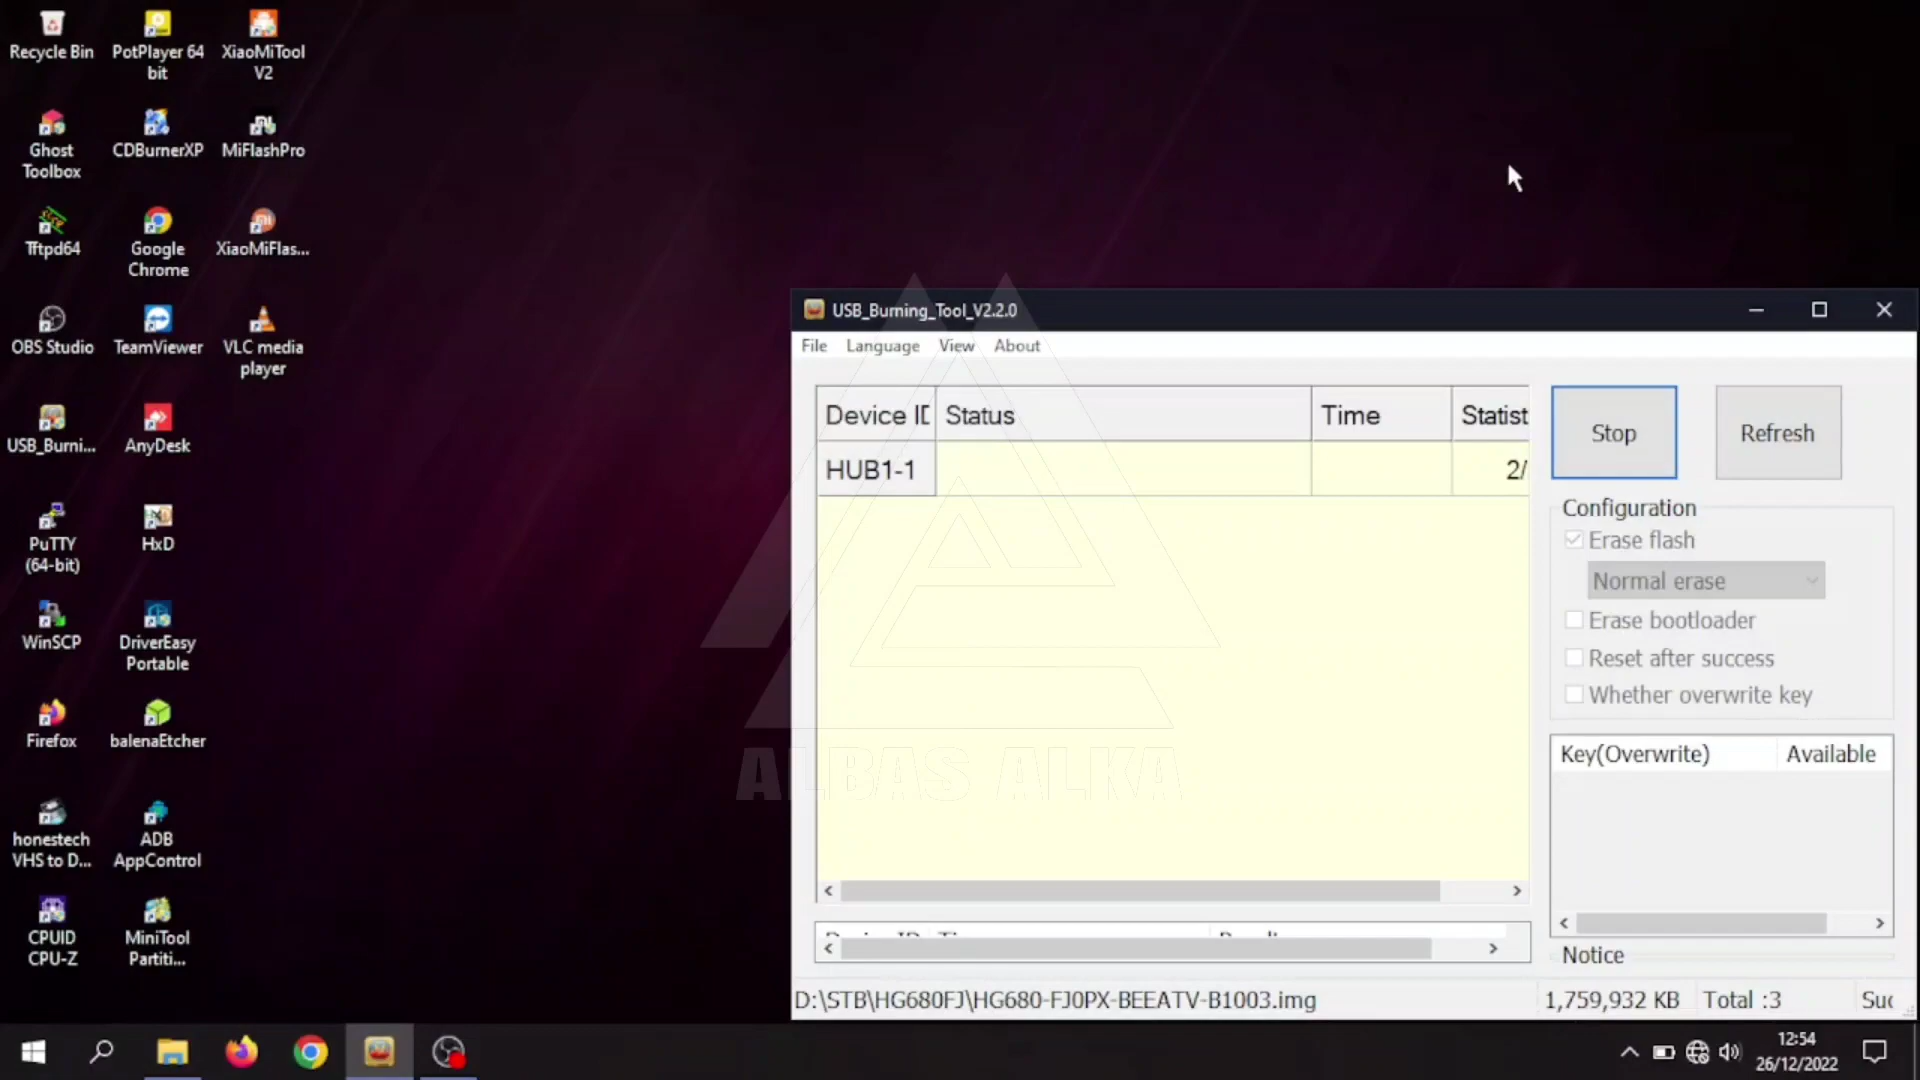 Recycle Bin
PotPlayer 64
bit
XiaoMiTool
V2
Ghost
Toolbox
CDBurnerXP
MiFlashPro
Tftpd64
Google
Chrome
XiaoMiFlas...
OBS Studio
TeamViewer
VLC media
player
USB_Burni...
AnyDesk
PuTTY
(64-bit)
HxD
WinSCP
DriverEasy
Portable
Firefox
balenaEtcher
honestech
VHS to D...
ADB
AppControl
CPUID
CPU-Z
MiniTool
Partiti...
USB_Burning_Tool_V2.2.0
File Language View About
Device ID Status Time Statist
HUB1-1 2/
Stop
Refresh
Configuration
Erase flash
Normal erase
Erase bootloader
Reset after success
Whether overwrite key
Key(Overwrite) Available
Notice
D:\STB\HG680FJ\HG680-FJ0PX-BEEATV-B1003.img 1,759,932 KB Total :3 Suc
ALBAS ALKA
12:54
26/12/2022